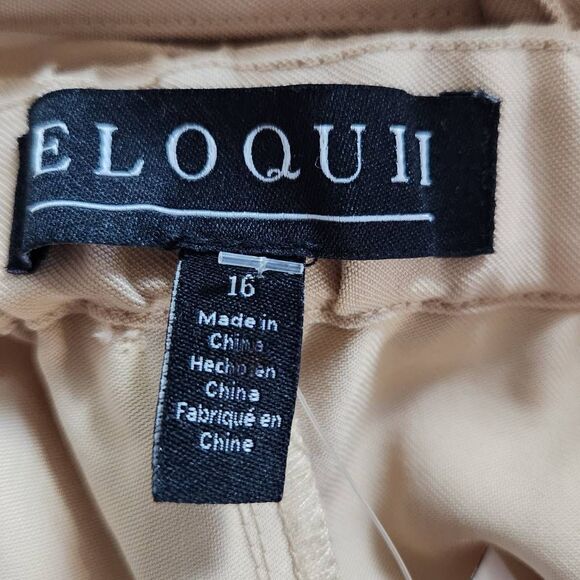 ELOQUII
16
Made in
China
Hecho en
China
Fabriqué en
Chine